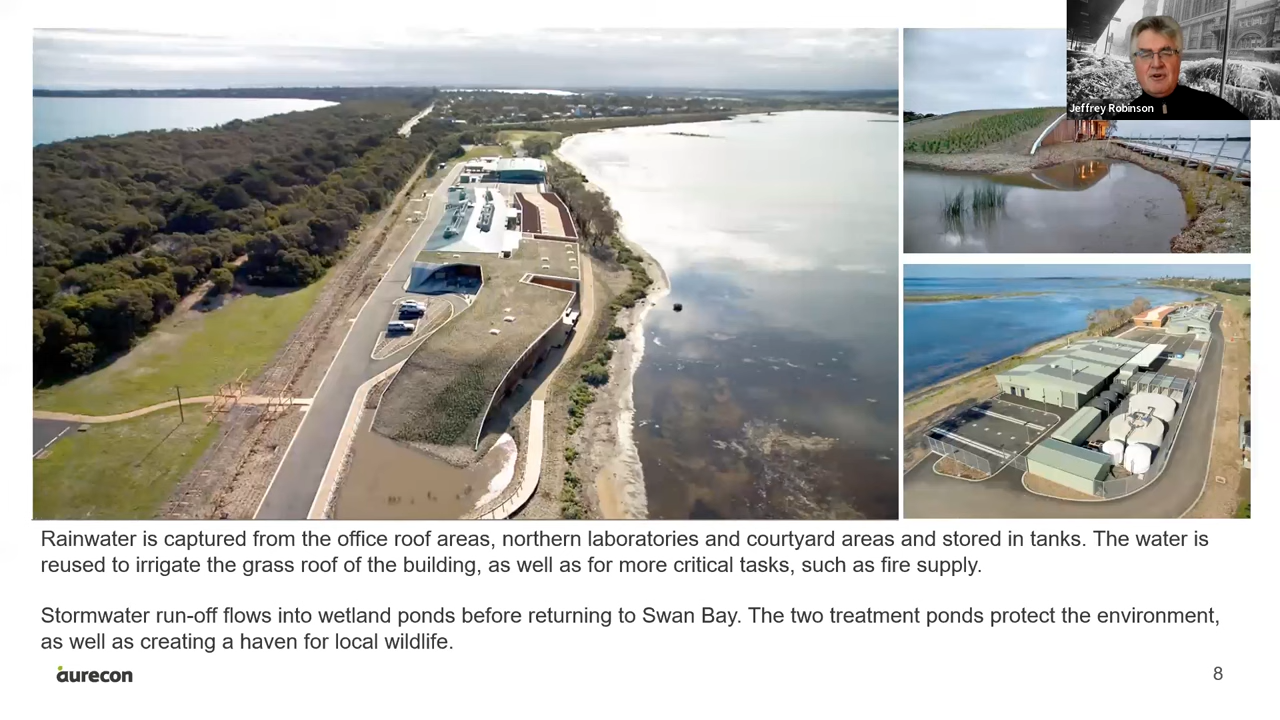 Jeffrey Robinson
Rainwater is captured from the office roof areas, northern laboratories and courtyard areas and stored in tanks. The water is
reused to irrigate the grass roof of the building, as well as for more critical tasks, such as fire supply.
Stormwater run-off flows into wetland ponds before returning to Swan Bay. The two treatment ponds protect the environment,
as well as creating a haven for local wildlife.
aurecon
8